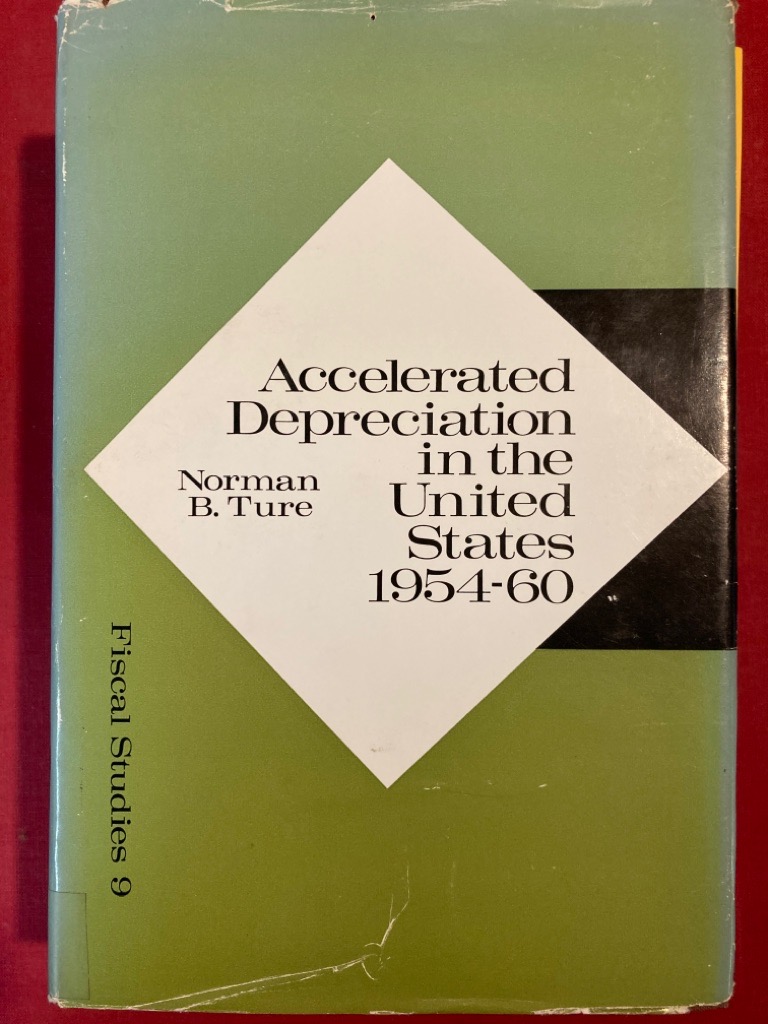 Accelerated
Depreciation
in the
United
States
1954-60
Norman
B. Ture
Fiscal Studies 9